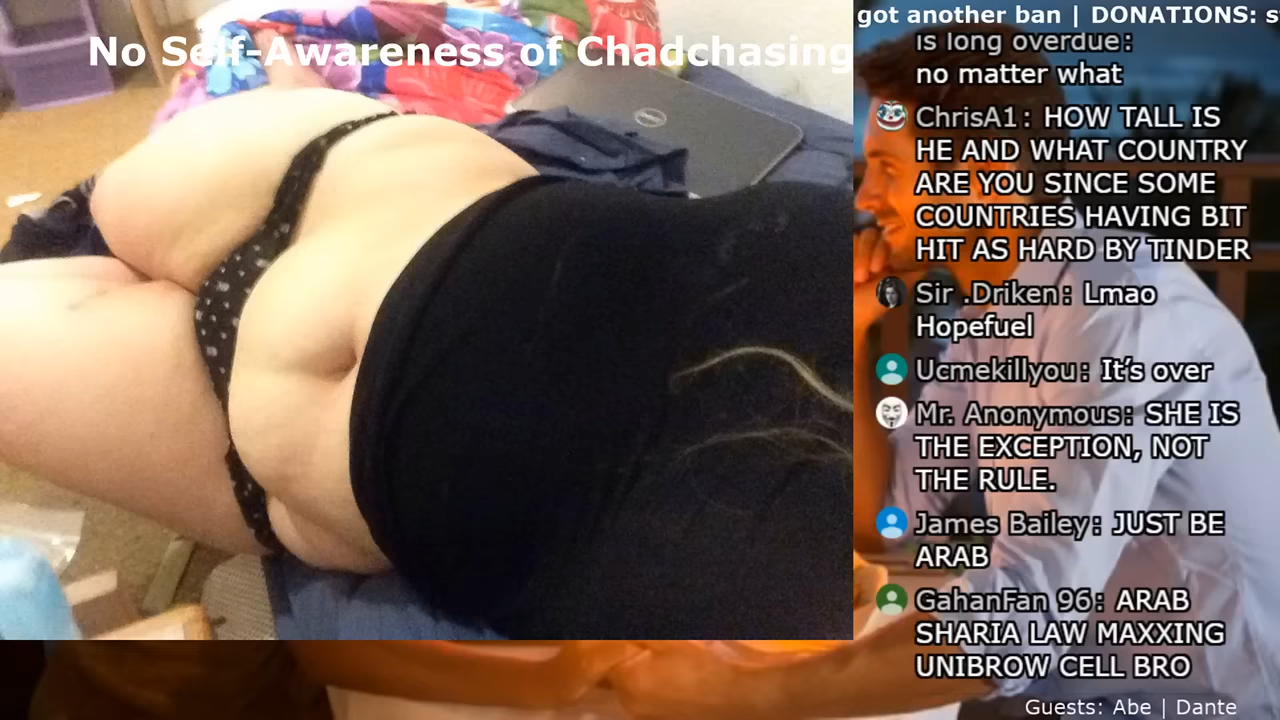 got another ban | DONATIONS: s
No Self-Awareness of Chadchasing
is long overdue:
no matter what
ChrisA1: HOW TALL IS
HE AND WHAT COUNTRY
ARE YOU SINCE SOME
COUNTRIES HAVING BIT
HIT AS HARD BY TINDER
Sir .Driken: Lmao
Hopefuel
Ucmekillyou: It's over
Mr. Anonymous: SHE IS
THE EXCEPTION, NOT
THE RULE.
James Bailey: JUST BE
ARAB
GahanFan 96: ARAB
SHARIA LAW MAXXING
UNIBROW CELL BRO
Guests: Abe | Dante
DELL